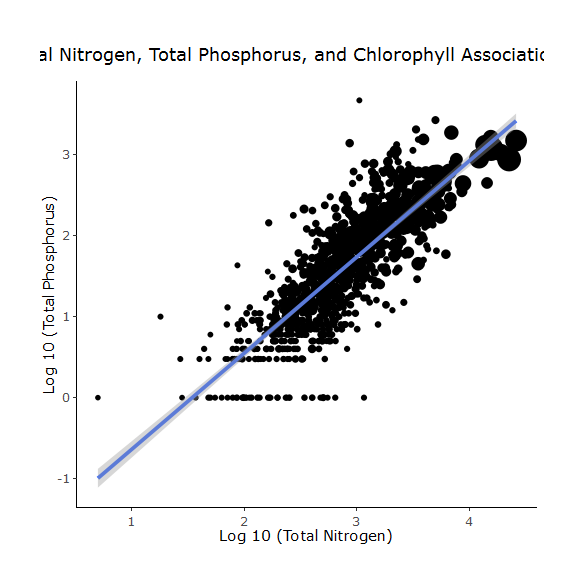 al Nitrogen, Total Phosphorus, and Chlorophyll Associatio
3
2
1
0
-1
Log 10 (Total Phosphorus)
1 2 3 4
Log 10 (Total Nitrogen)